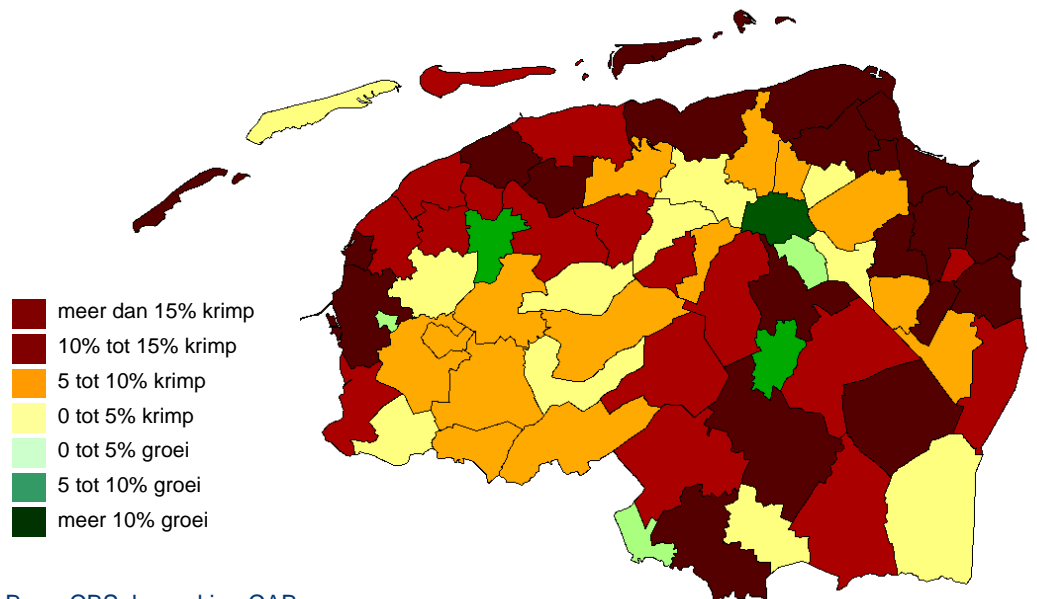 meer dan 15% krimp
10% tot 15% krimp
5 tot 10% krimp
0 tot 5% krimp
0 tot 5% groei
5 tot 10% groei
meer 10% groei